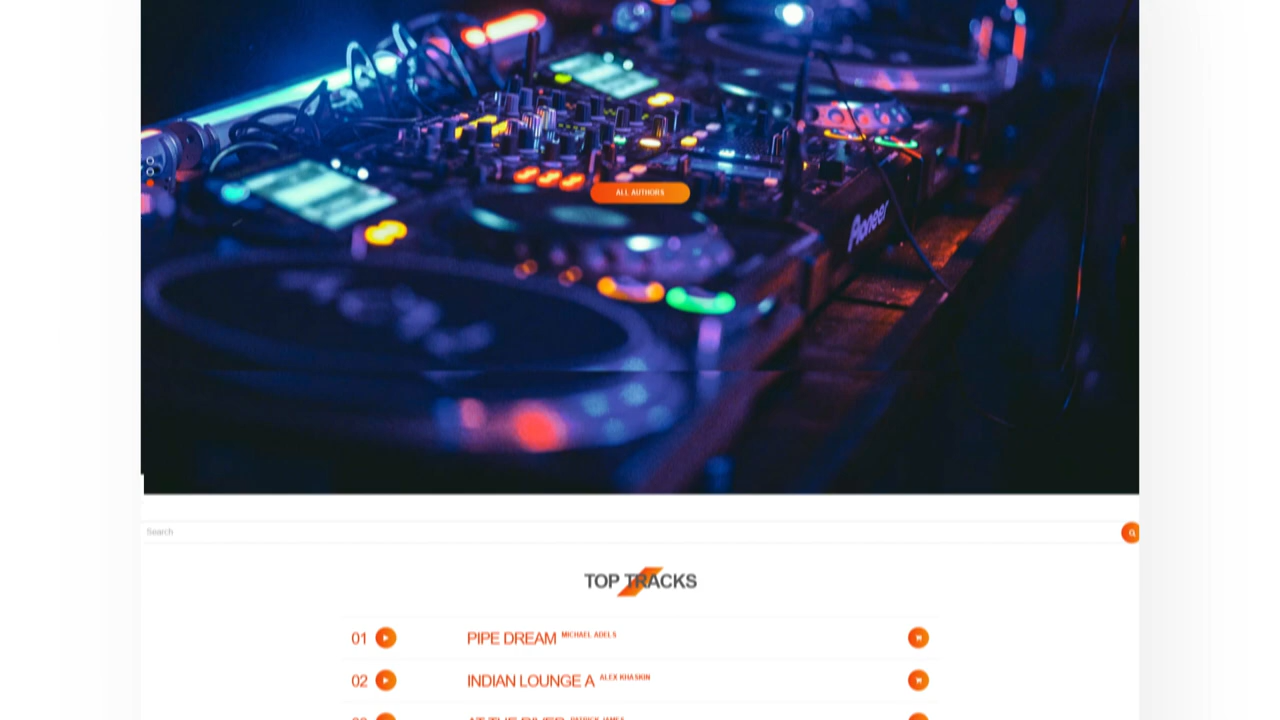 ALL AUTHORS
Pioneer
Search
TOP TRACKS
01 PIPE DREAM MICHAEL ADELS
02 INDIAN LOUNGE A ALEX KHASKIN